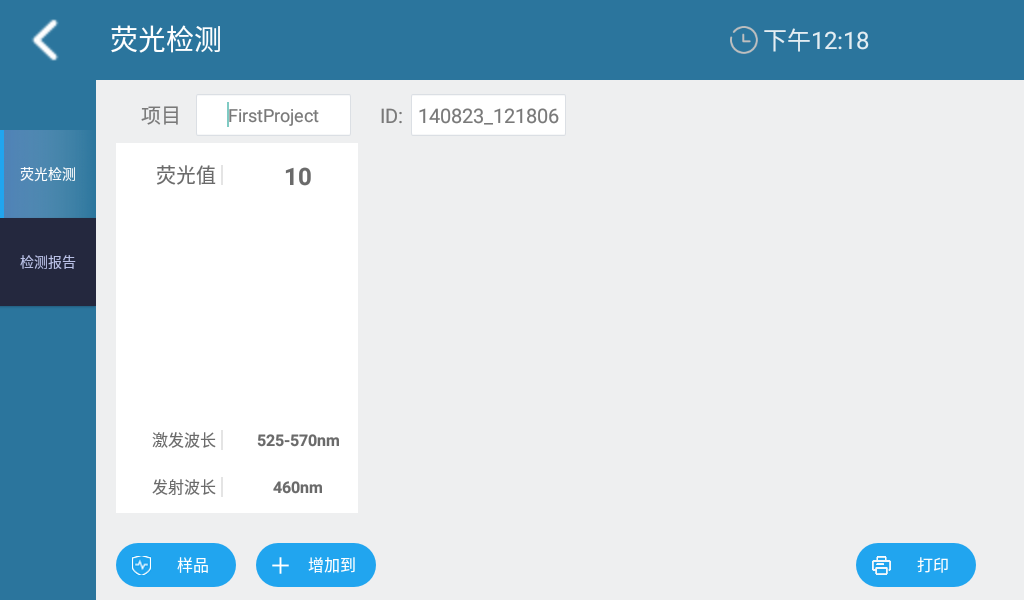 荧光检测
下午12:18
项目 FirstProject ID: 140823_121806
荧光检测
荧光值 10
检测报告
激发波长 525-570nm
发射波长 460nm
样品 增加到 打印